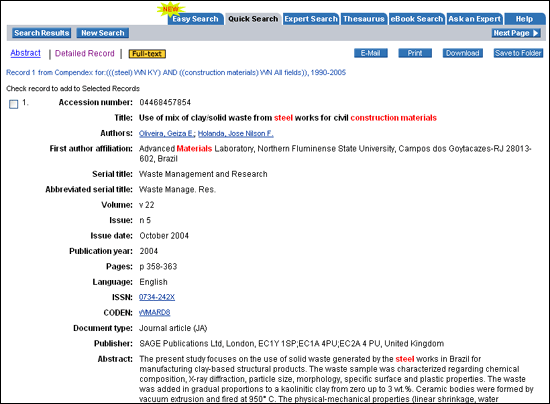 NEW
Easy Search Quick Search Expert Search Thesaurus eBook Search Ask an Expert Help
Search Results New Search Next Page
Abstract | Detailed Record | Full-text E-Mail Print Download Save to Folder
Record 1 from Compendex for:(((steel) WN KY) AND ((construction materials) WN All fields)), 1990-2005
Check record to add to Selected Records
1. Accession number: 04468457854
Title: Use of mix of clay/solid waste from steel works for civil construction materials
Authors: Oliveira, Geiza E.; Holanda, Jose Nilson F.
First author affiliation: Advanced Materials Laboratory, Northern Fluminense State University, Campos dos Goytacazes-RJ 28013-
602, Brazil
Serial title: Waste Management and Research
Abbreviated serial title: Waste Manage. Res.
Volume: v 22
Issue: n 5
Issue date: October 2004
Publication year: 2004
Pages: p 358-363
Language: English
ISSN: 0734-242X
CODEN: WMARD8
Document type: Journal article (JA)
Publisher: SAGE Publications Ltd, London, EC1Y 1SP;EC1A 4PU;EC2A 4 PU, United Kingdom
Abstract: The present study focuses on the use of solid waste generated by the steel works in Brazil for
manufacturing clay-based structural products. The waste sample was characterized regarding chemical
composition, X-ray diffraction, particle size, morphology, specific surface and plastic properties. The waste
was added in gradual proportions to a kaolinitic clay from zero up to 3 wt.%. Ceramic bodies were formed by
vacuum extrusion and fired at 950° C. The physical-mechanical properties (linear shrinkage, water